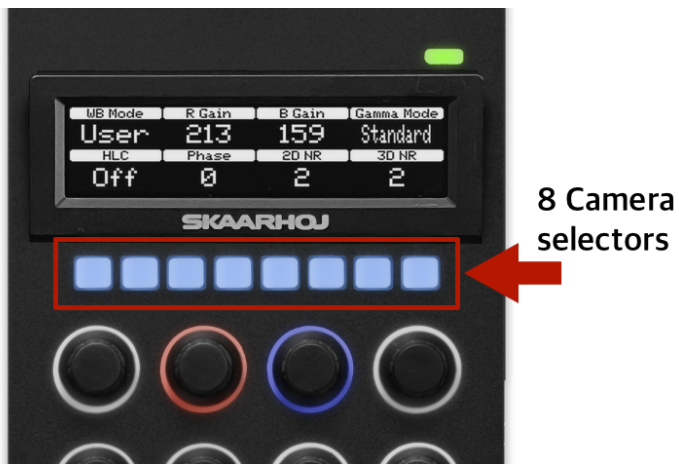 WB Mode R Gain B Gain Gamma Mode
User 213 159 Standard
HLC Phase 2D NR 3D NR
Off 0 2 2
SKAARHOJ
8 Camera
selectors